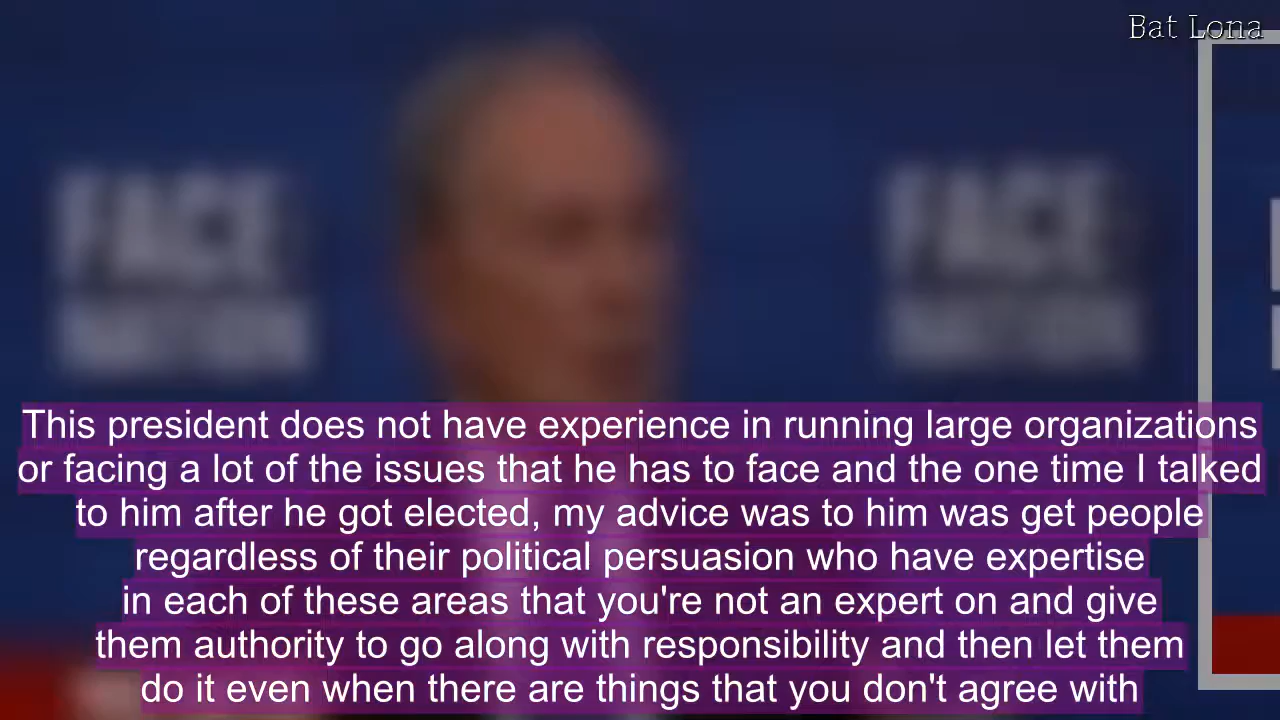 Bat Lona
FACE
NATION
FACE
NATION
This president does not have experience in running large organizations
or facing a lot of the issues that he has to face and the one time I talked
to him after he got elected, my advice was to him was get people
regardless of their political persuasion who have expertise
in each of these areas that you're not an expert on and give
them authority to go along with responsibility and then let them
do it even when there are things that you don't agree with